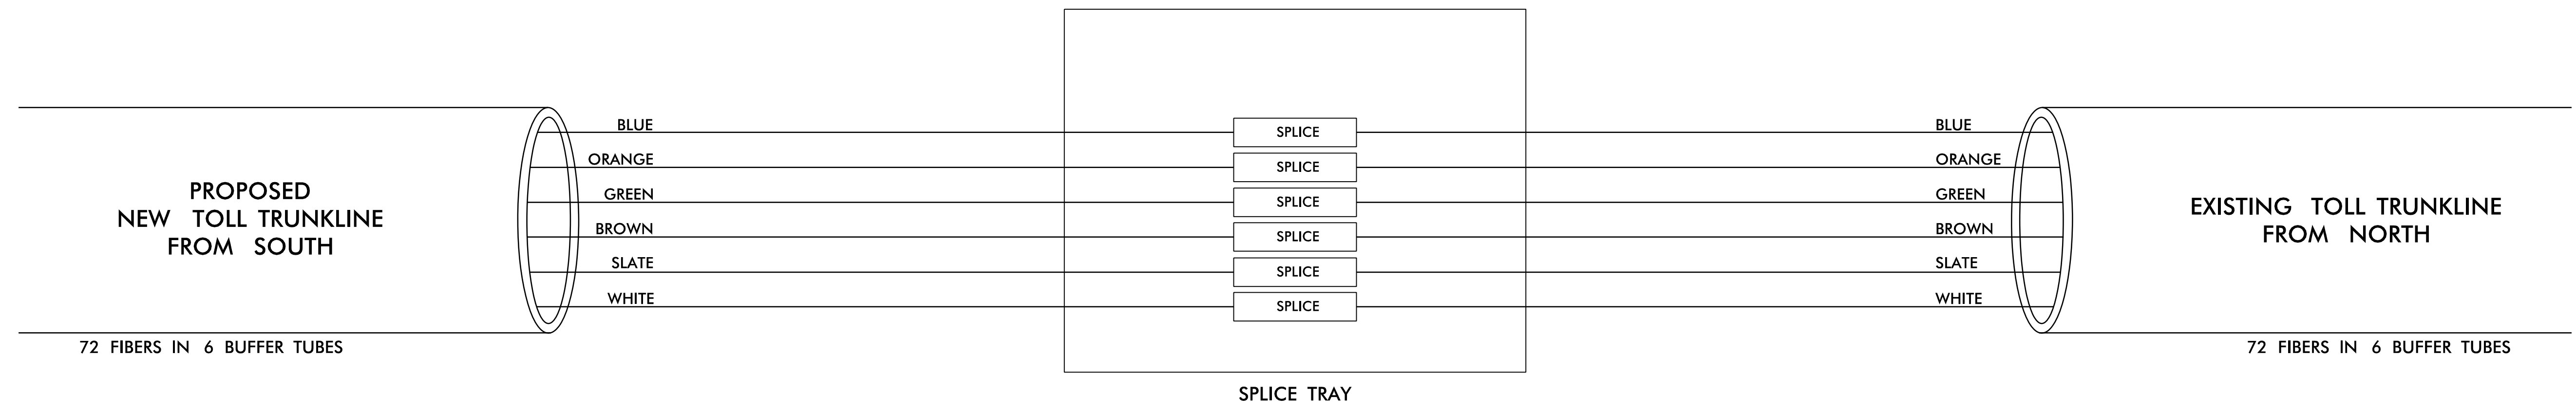 BLUE
SPLICE
BLUE
ORANGE
SPLICE
ORANGE
PROPOSED
NEW TOLL TRUNKLINE
FROM SOUTH
GREEN
SPLICE
GREEN
EXISTING TOLL TRUNKLINE
FROM NORTH
BROWN
SPLICE
BROWN
SLATE
SPLICE
SLATE
WHITE
SPLICE
WHITE
72 FIBERS IN 6 BUFFER TUBES
72 FIBERS IN 6 BUFFER TUBES
SPLICE TRAY